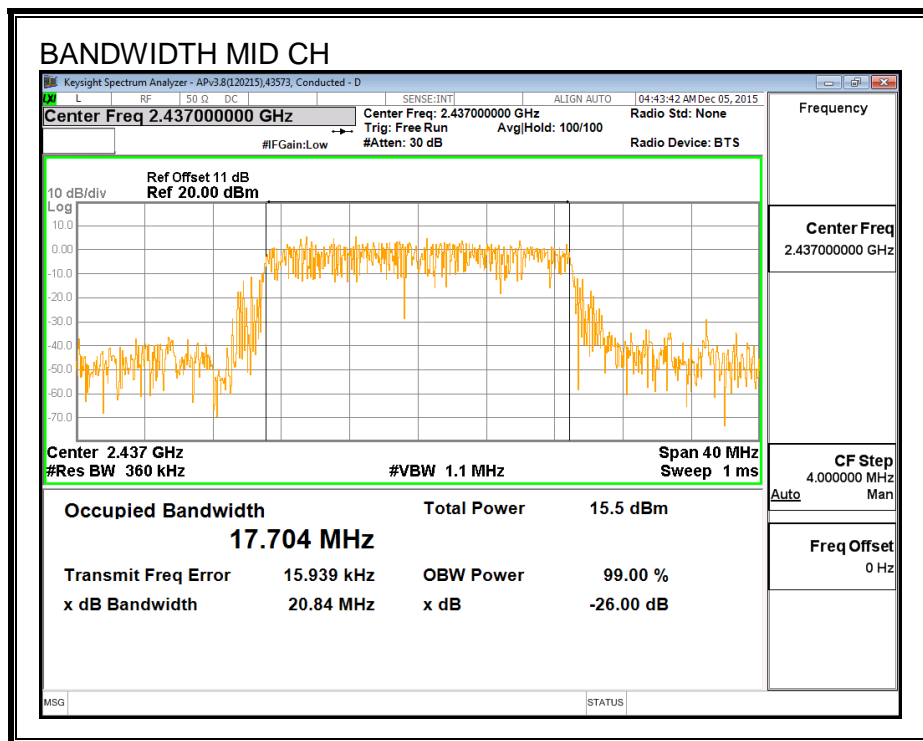 BANDWIDTH MID CH
Keysight Spectrum Analyzer - APv3.8(120215),43573, Conducted - D
LXI L RF 50 Ω DC SENSE:INT ALIGN AUTO 04:43:42 AM Dec 05, 2015
Center Freq 2.437000000 GHz
Center Freq: 2.437000000 GHz
Radio Std: None
Trig: Free Run Avg|Hold: 100/100
#IFGain:Low #Atten: 30 dB Radio Device: BTS
Frequency
Ref Offset 11 dB
10 dB/div Ref 20.00 dBm
Log
10.0
0.00
-10.0
-20.0
-30.0
-40.0
-50.0
-60.0
-70.0
Center 2.437 GHz Span 40 MHz
#Res BW 360 kHz #VBW 1.1 MHz Sweep 1 ms
Occupied Bandwidth Total Power 15.5 dBm
17.704 MHz
Transmit Freq Error 15.939 kHz OBW Power 99.00 %
x dB Bandwidth 20.84 MHz x dB -26.00 dB
Center Freq
2.437000000 GHz
CF Step
4.000000 MHz
Auto Man
Freq Offset
0 Hz
MSG STATUS